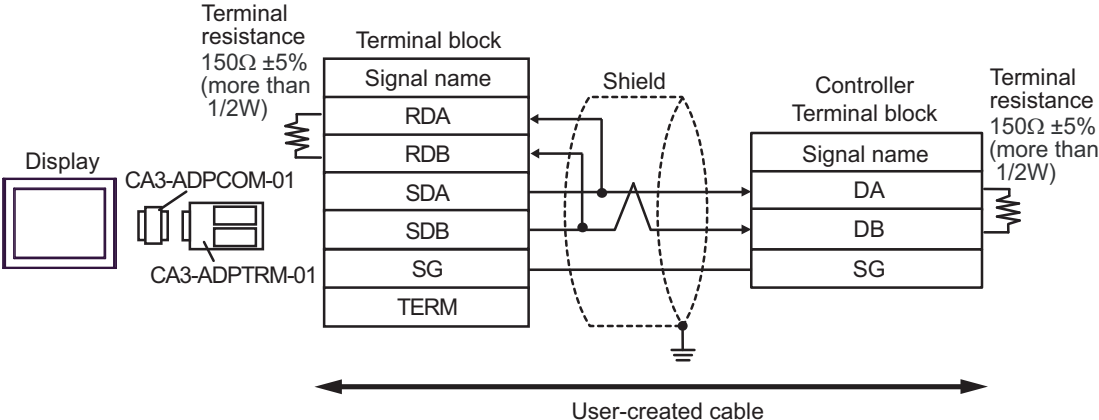 Terminal
resistance
150Ω ±5%
(more than
1/2W)
Terminal block
Signal name
RDA
RDB
SDA
SDB
SG
TERM
Display
CA3-ADPCOM-01
CA3-ADPTRM-01
Shield
Controller
Terminal block
Signal name
DA
DB
SG
Terminal
resistance
150Ω ±5%
(more than
1/2W)
User-created cable